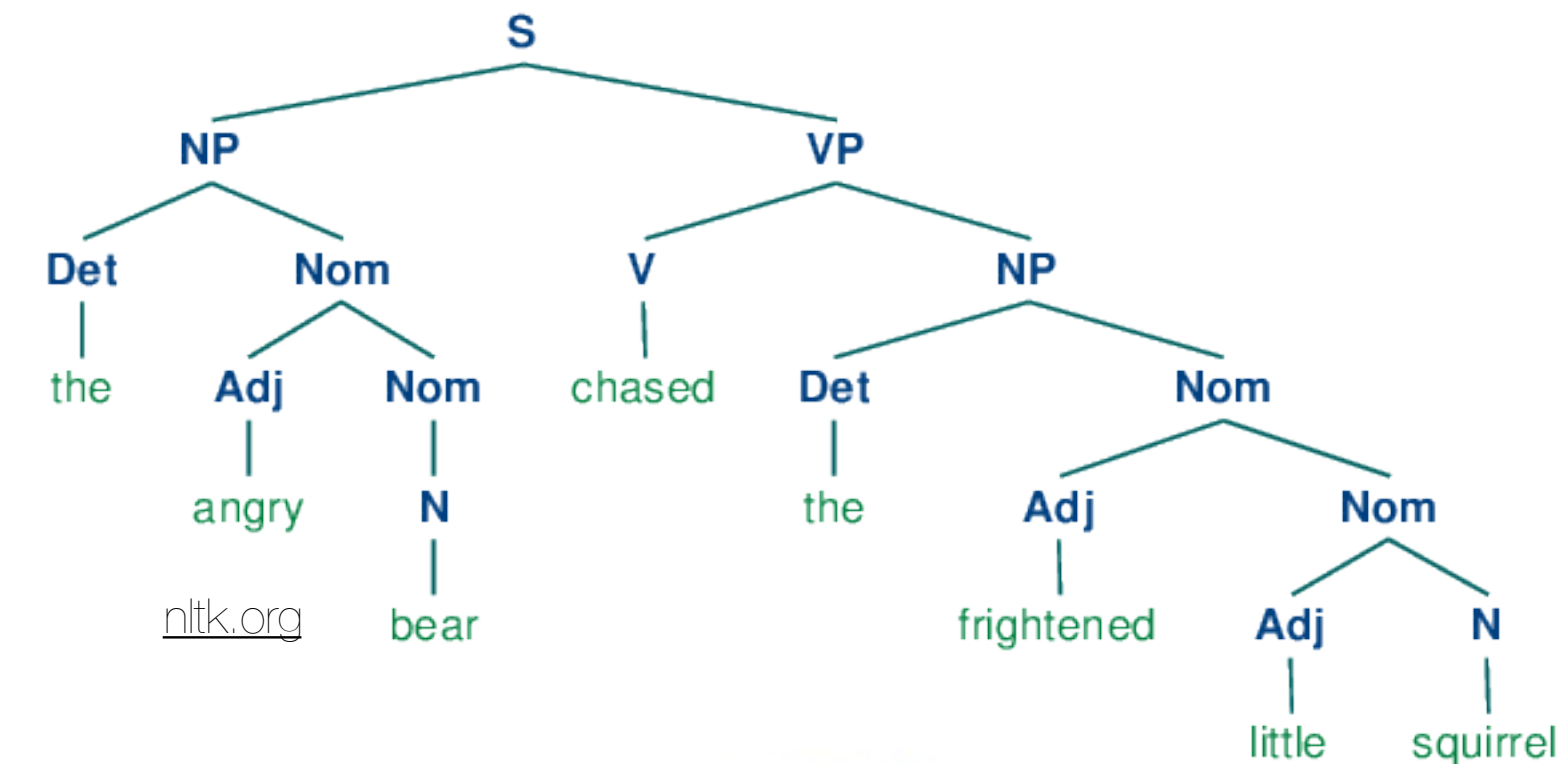 S
NP VP
Det Nom V NP
the Adj Nom chased Det Nom
angry N the Adj Nom
nltk.org bear frightened Adj N
little squirrel